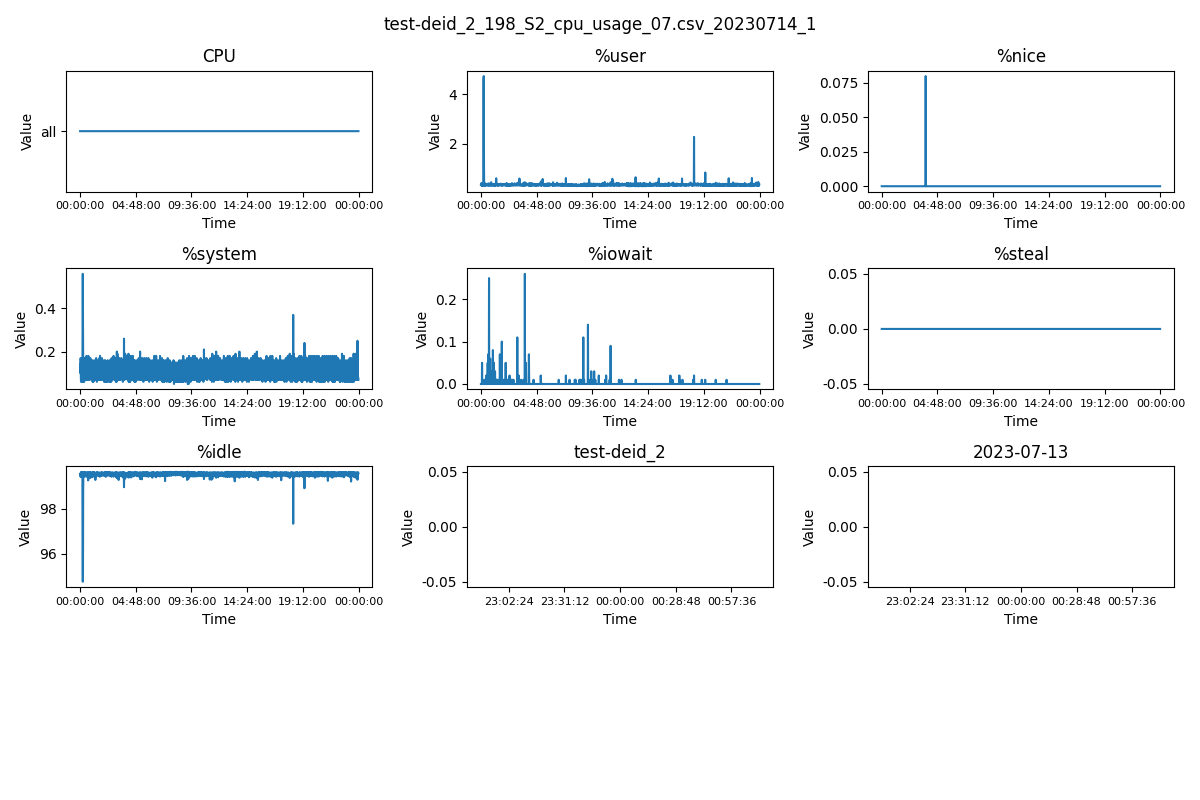 test-deid_2_198_S2_cpu_usage_07.csv_20230714_1
CPU
Value
all
00:00:00 04:48:00 09:36:00 14:24:00 19:12:00 00:00:00
Time
%user
Value
4
2
00:00:00 04:48:00 09:36:00 14:24:00 19:12:00 00:00:00
Time
%nice
Value
0.075
0.050
0.025
0.000
00:00:00 04:48:00 09:36:00 14:24:00 19:12:00 00:00:00
Time
%system
Value
0.4
0.2
00:00:00 04:48:00 09:36:00 14:24:00 19:12:00 00:00:00
Time
%iowait
Value
0.2
0.1
0.0
00:00:00 04:48:00 09:36:00 14:24:00 19:12:00 00:00:00
Time
%steal
Value
0.05
0.00
-0.05
00:00:00 04:48:00 09:36:00 14:24:00 19:12:00 00:00:00
Time
%idle
Value
98
96
00:00:00 04:48:00 09:36:00 14:24:00 19:12:00 00:00:00
Time
test-deid_2
Value
0.05
0.00
-0.05
23:02:24 23:31:12 00:00:00 00:28:48 00:57:36
Time
2023-07-13
Value
0.05
0.00
-0.05
23:02:24 23:31:12 00:00:00 00:28:48 00:57:36
Time